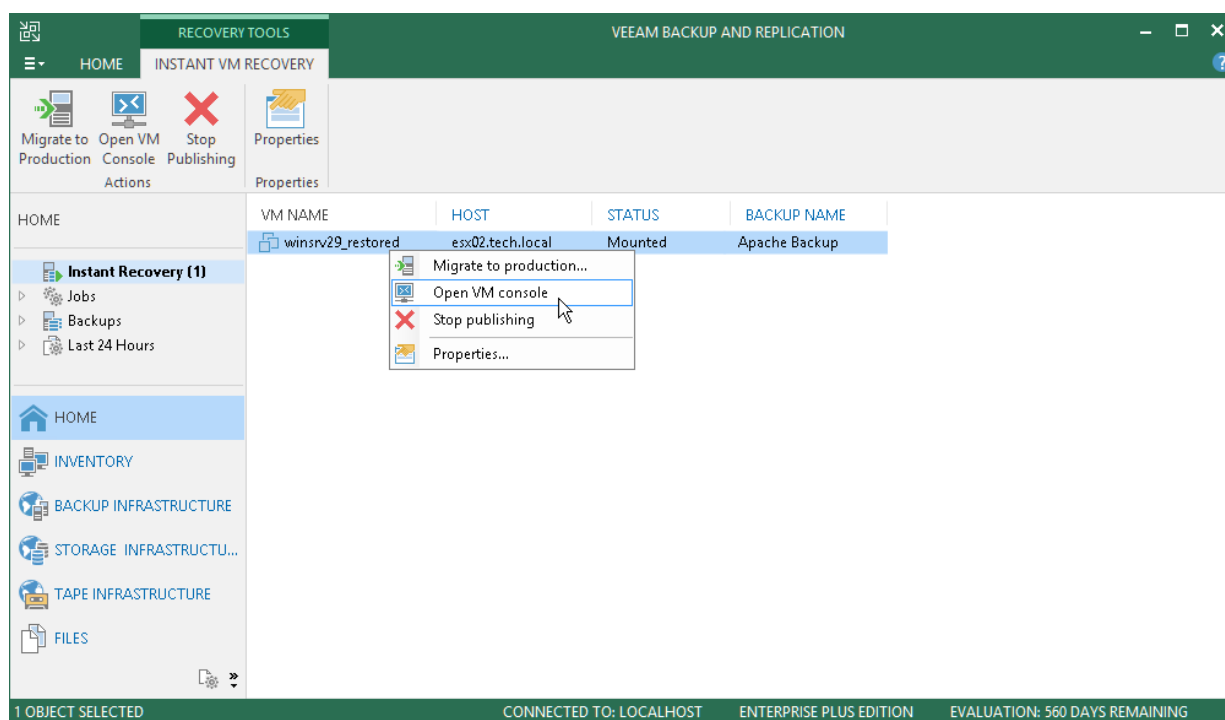 RECOVERY TOOLS
VEEAM BACKUP AND REPLICATION
HOME
INSTANT VM RECOVERY
?
Migrate to Production
Open VM Console
Stop Publishing
Properties
Actions
Properties
HOME
Instant Recovery (1)
Jobs
Backups
Last 24 Hours
VM NAME HOST STATUS BACKUP NAME
winsrv29_restored esx02.tech.local Mounted Apache Backup
Migrate to production...
Open VM console
Stop publishing
Properties...
HOME
INVENTORY
BACKUP INFRASTRUCTURE
STORAGE INFRASTRUCTU...
TAPE INFRASTRUCTURE
FILES
1 OBJECT SELECTED
CONNECTED TO: LOCALHOST
ENTERPRISE PLUS EDITION
EVALUATION: 560 DAYS REMAINING